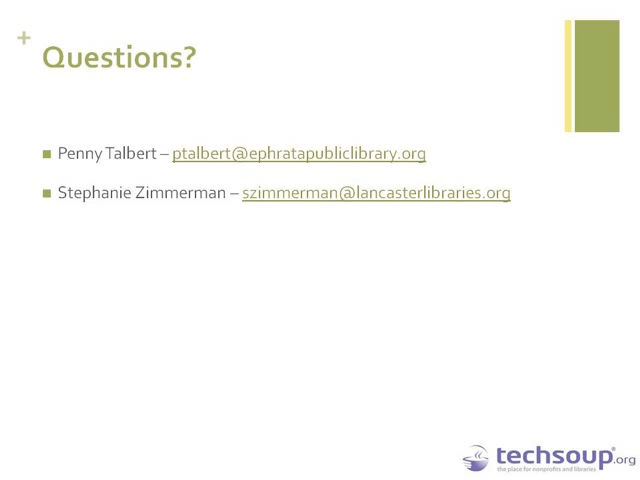 +
Questions?
■ Penny Talbert – ptalbert@ephratapubliclibrary.org
■ Stephanie Zimmerman – szimmerman@lancasterlibraries.org
techsoup®.org
the place for nonprofits and libraries